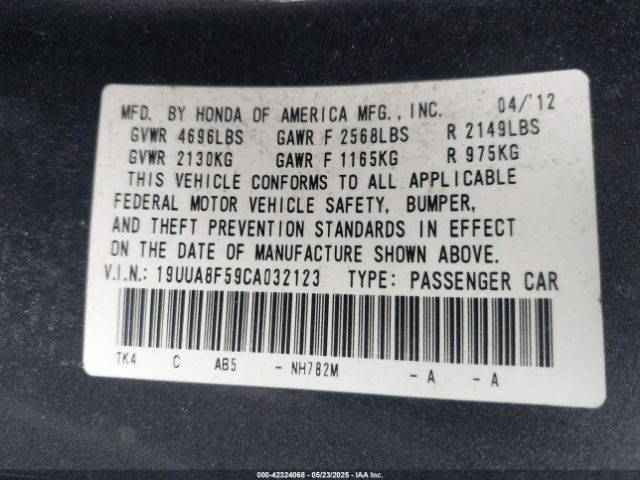 MFD. BY HONDA OF AMERICA MFG., INC. 04/'12
GVWR 4696LBS GAWR F 2568LBS R 2149LBS
GVWR 2130KG GAWR F 1165KG R 975KG
THIS VEHICLE CONFORMS TO ALL APPLICABLE
FEDERAL MOTOR VEHICLE SAFETY, BUMPER,
AND THEFT PREVENTION STANDARDS IN EFFECT
ON THE DATE OF MANUFACTURE SHOWN ABOVE.
V.I.N.: 19UUA8F59CA032123 TYPE: PASSENGER CAR
TK4 C AB5 - NH782M - A - A
000-42324068 - 05/23/2025 - IAA Inc.